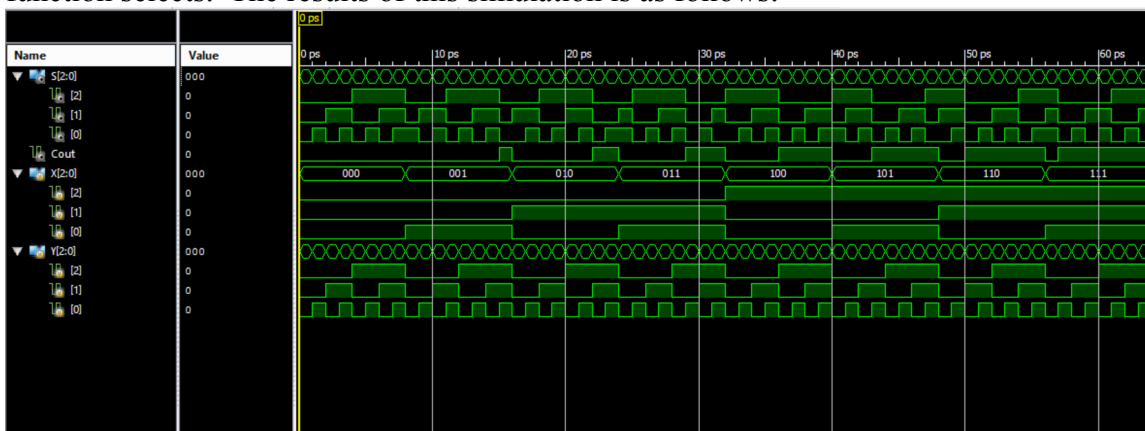 function selects. The results of this simulation is as follows:
0 ps
Name Value 0 ps 10 ps 20 ps 30 ps 40 ps 50 ps 60 ps
S[2:0] 000
[2] 0
[1] 0
[0] 0
Cout 0
X[2:0] 000 000 001 010 011 100 101 110 111
[2] 0
[1] 0
[0] 0
Y[2:0] 000
[2] 0
[1] 0
[0] 0